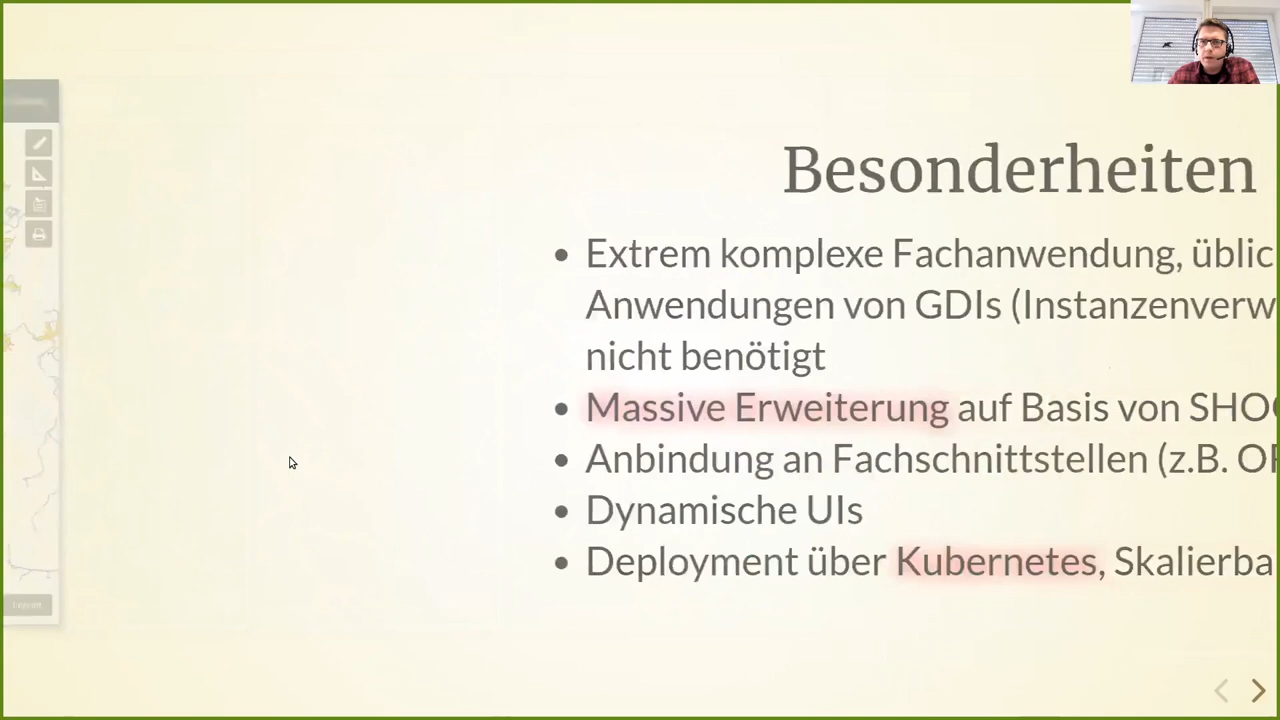 Besonderheiten
• Extrem komplexe Fachanwendung, üblic
Anwendungen von GDIs (Instanzenverw
nicht benötigt
• Massive Erweiterung auf Basis von SHO
• Anbindung an Fachschnittstellen (z.B. O
• Dynamische UIs
• Deployment über Kubernetes, Skalierba